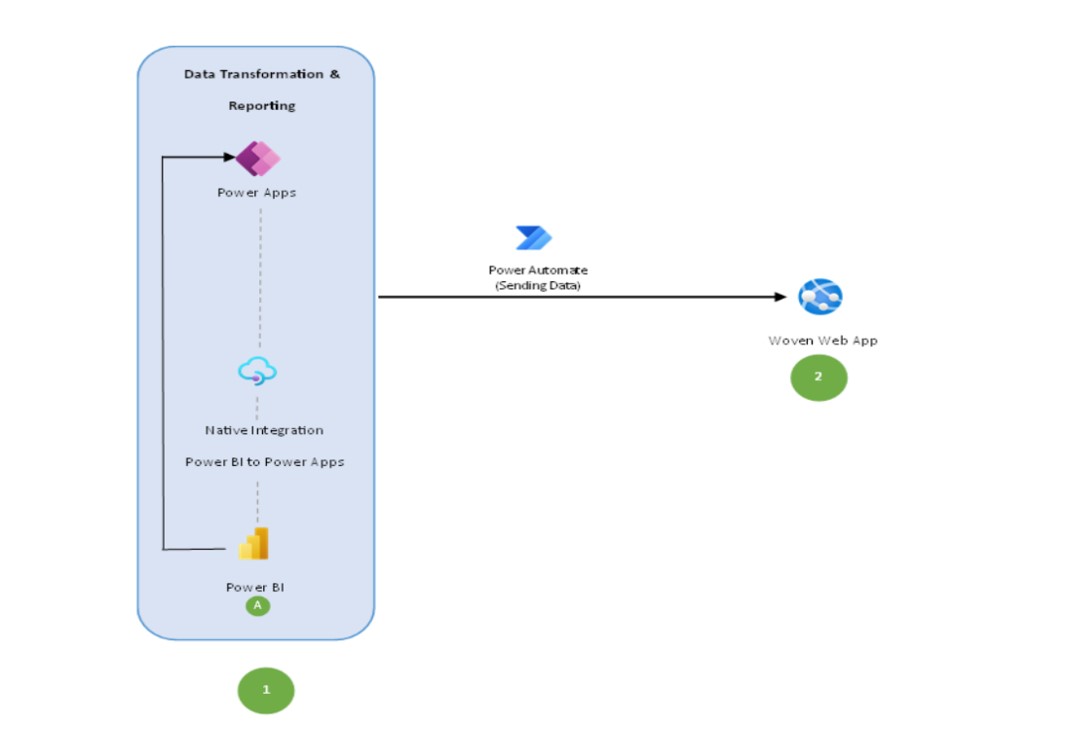 Data Transformation &
Reporting
Power Apps
Power Automate
(Sending Data)
Woven Web App
2
Native Integration
Power BI to Power Apps
Power BI
A
1